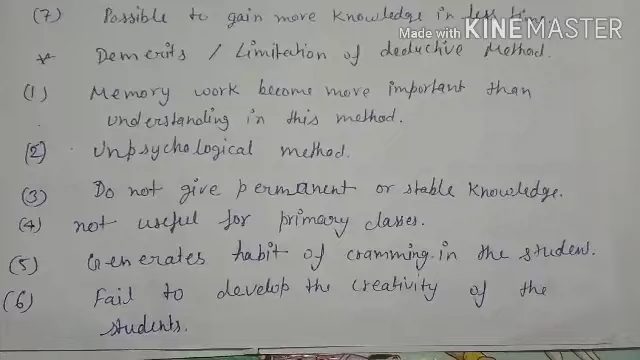 (7) Possible to gain more knowledge in less time.
Made with KINEMASTER
* Demerits / Limitation of deductive Method.
(1) Memory work become more important than
understanding in this method.
(2) Unpsychological method.
(3) Do not give permanent or stable knowledge.
(4) not useful for primary classes.
(5) Generates habit of cramming in the student.
(6) Fail to develop the creativity of the
students.